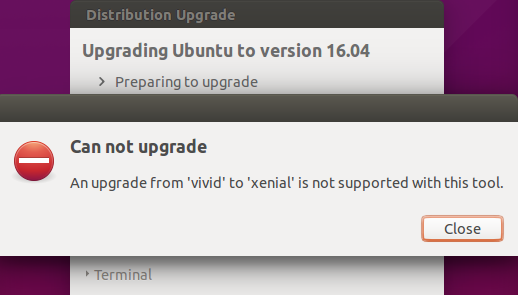 Distribution Upgrade
Upgrading Ubuntu to version 16.04
Preparing to upgrade
Can not upgrade
An upgrade from 'vivid' to 'xenial' is not supported with this tool.
Close
Terminal